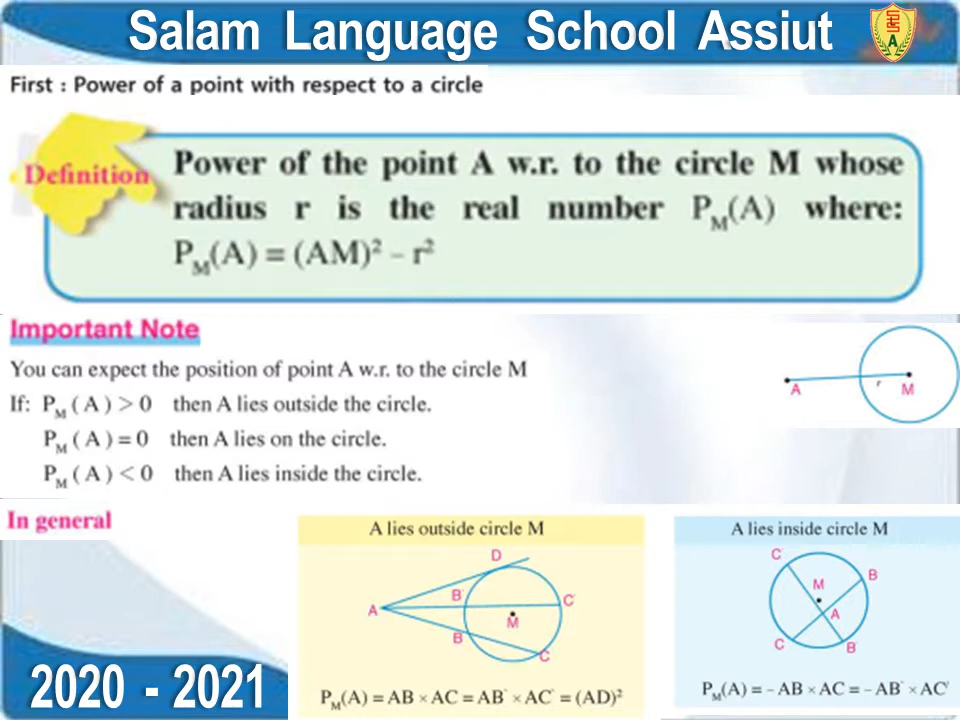 Salam Language School Assiut
First : Power of a point with respect to a circle
Definition
Power of the point A w.r. to the circle M whose
radius r is the real number P_M(A) where:
P_M(A) = (AM)² – r²
Important Note
You can expect the position of point A w.r. to the circle M
If: P_M ( A ) > 0 then A lies outside the circle.
P_M ( A ) = 0 then A lies on the circle.
P_M ( A ) < 0 then A lies inside the circle.
A
r
M
In general
A lies outside circle M
D
B'
A
C'
M
B
C
P_M(A) = AB × AC = AB' × AC' = (AD)²
A lies inside circle M
C'
B
M
A
C
B'
P_M(A) = – AB × AC = – AB' × AC'
2020 - 2021